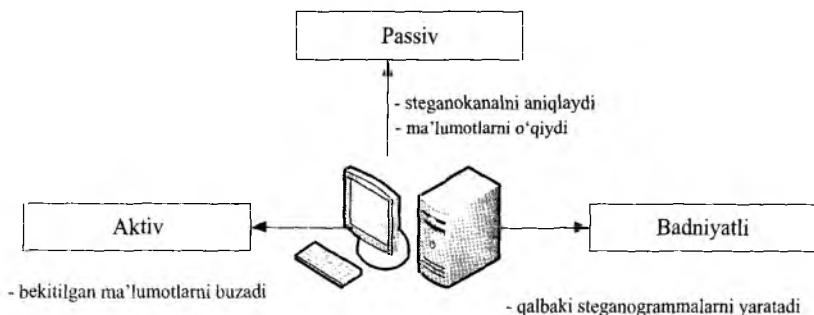 Passiv
- steganokanalni aniqlaydi
- ma’lumotlarni o‘qiydi
Aktiv
Badniyatli
- bekitilgan ma’lumotlarni buzadi
- qalbaki steganogrammalarni yaratadi